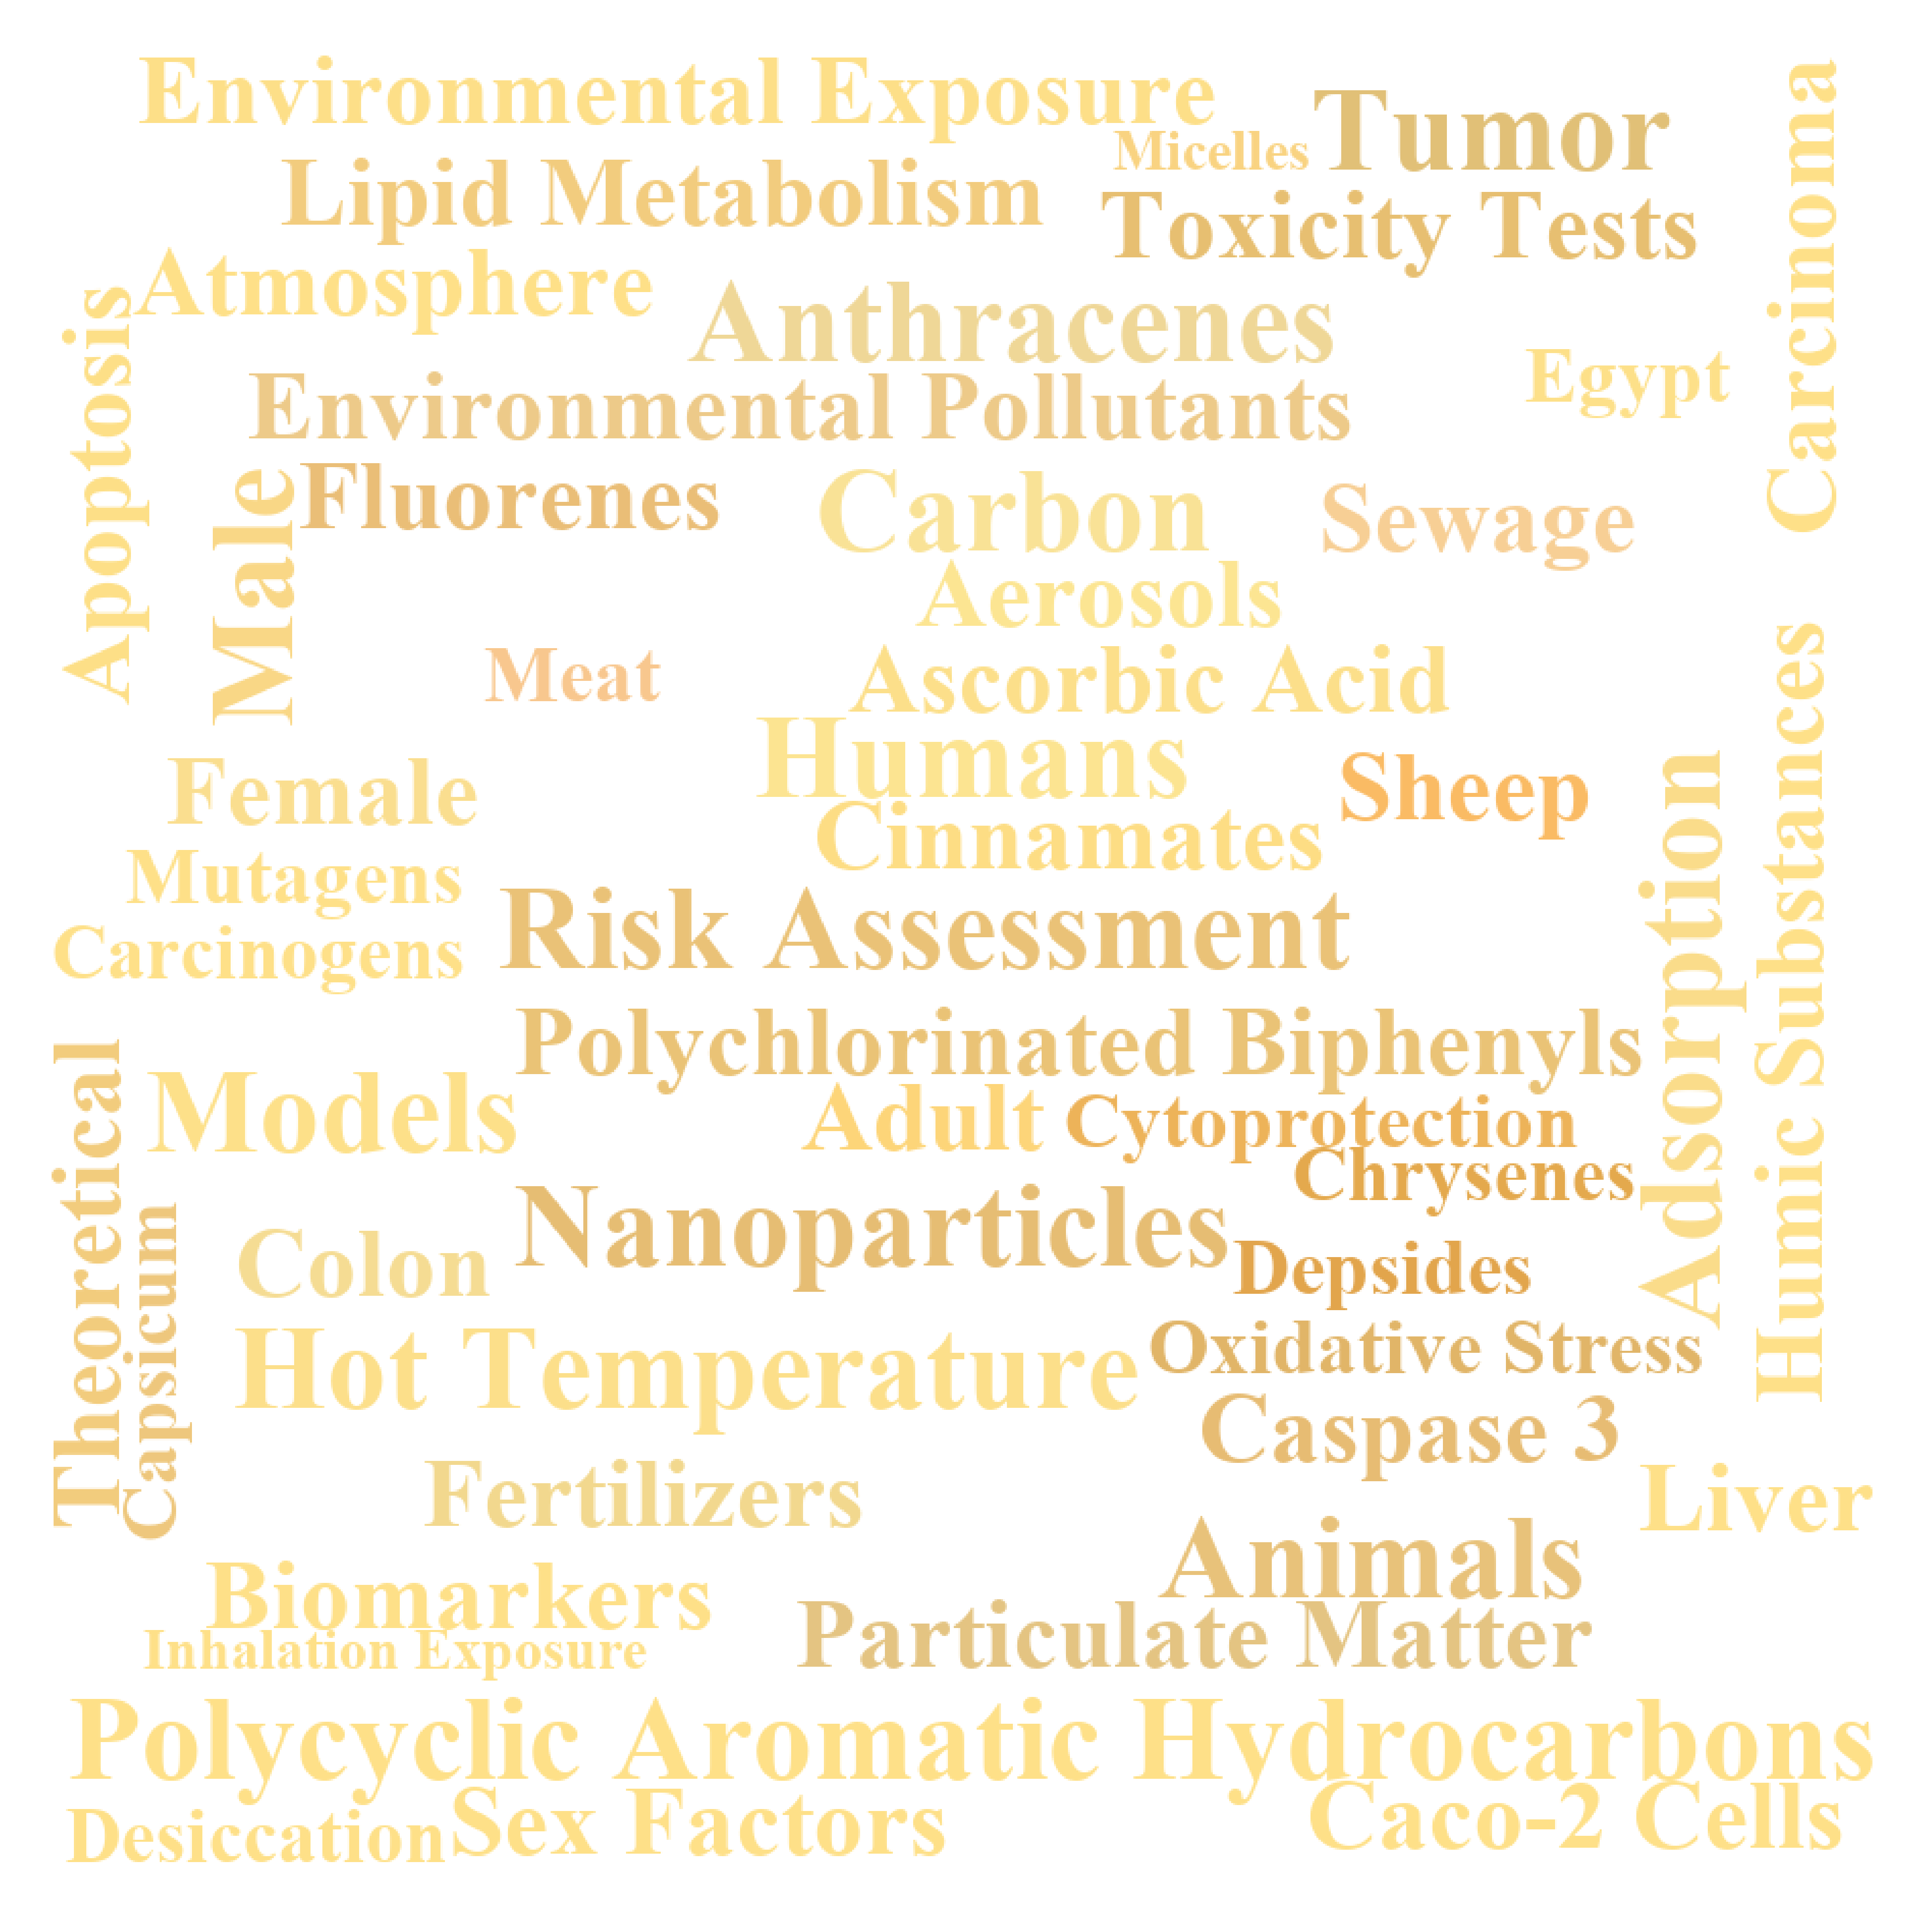 Environmental Exposure
Micelles
Tumor
Lipid Metabolism
Toxicity Tests
Carcinoma
Atmosphere
Anthracenes
Apoptosis
Environmental Pollutants
Egypt
Male
Fluorenes
Carbon
Sewage
Aerosols
Meat
Ascorbic Acid
Humans
Sheep
Female
Cinnamates
Adsorption
Humic Substances
Mutagens
Risk Assessment
Carcinogens
Polychlorinated Biphenyls
Theoretical
Models
Adult
Cytoprotection
Chrysenes
Capsicum
Colon
Nanoparticles
Depsides
Hot Temperature
Oxidative Stress
Caspase 3
Fertilizers
Liver
Animals
Biomarkers
Particulate Matter
Inhalation Exposure
Polycyclic Aromatic Hydrocarbons
Desiccation
Sex Factors
Caco-2 Cells